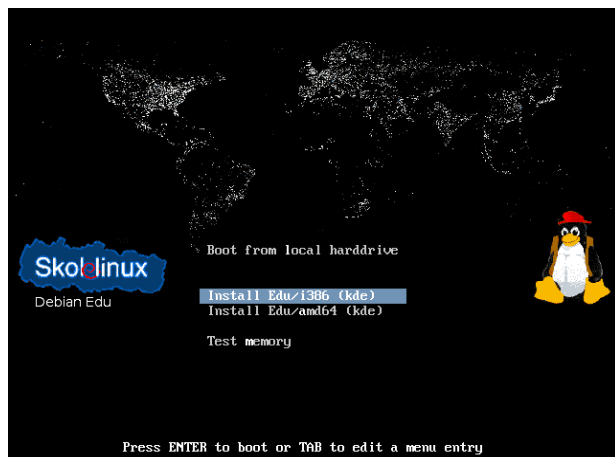 Boot from local harddrive
Skolelinux
Debian Edu
Install Edu/i386 (kde)
Install Edu/amd64 (kde)
Test memory
Press ENTER to boot or TAB to edit a menu entry